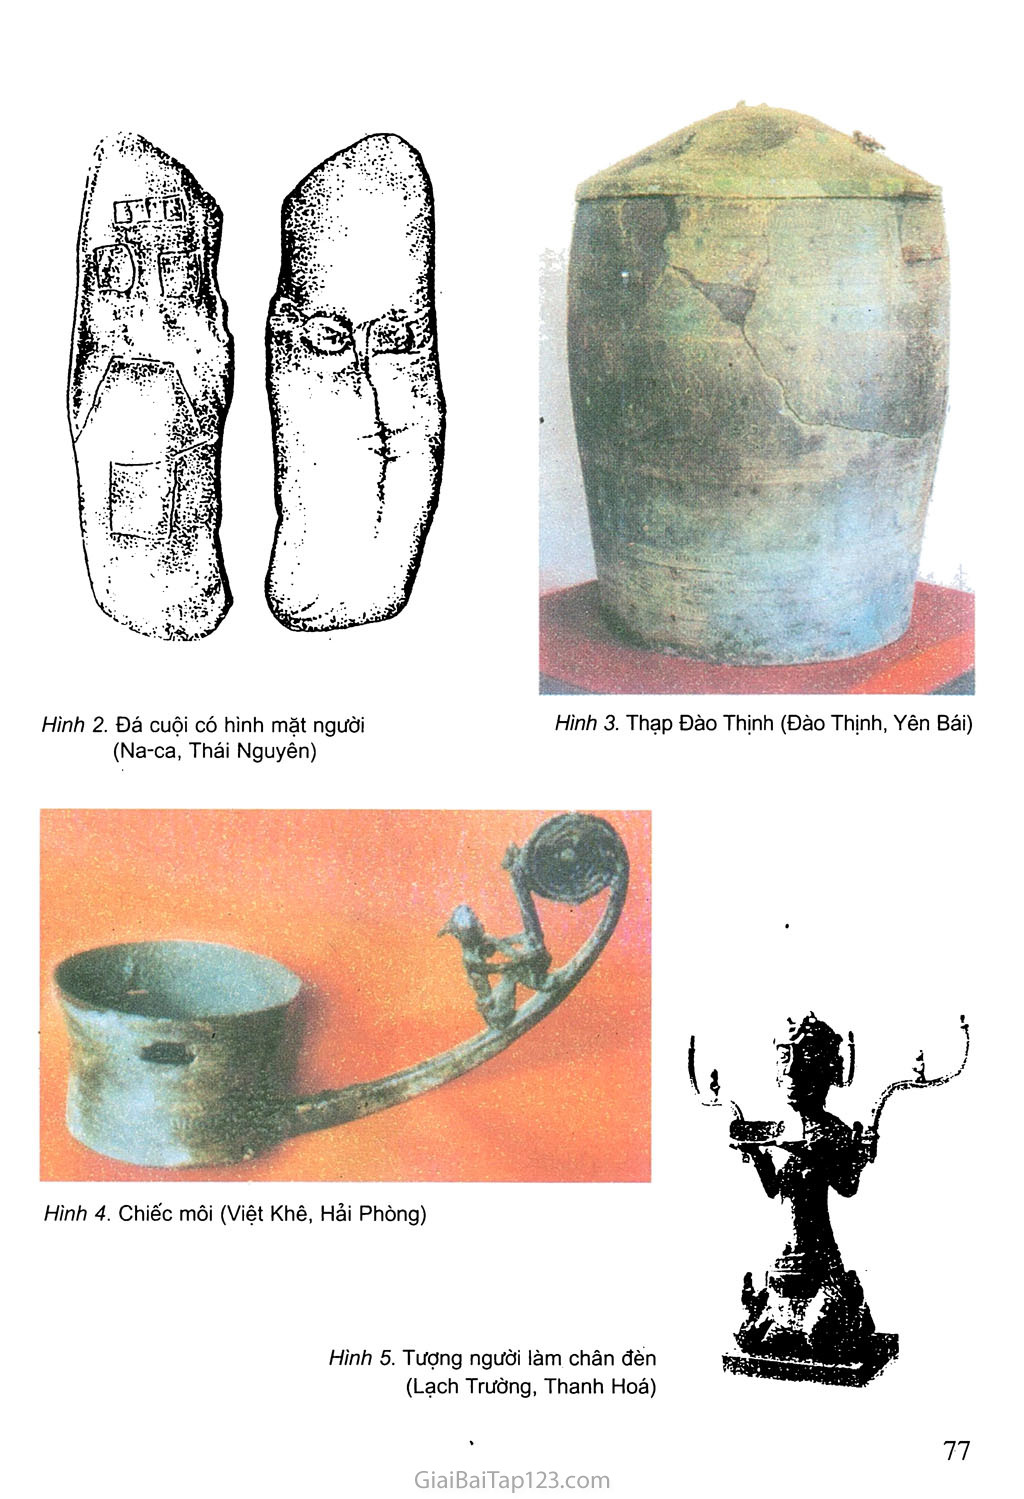 Hình 2. Đá cuội có hình mặt người
(Na-ca, Thái Nguyên)
Hình 3. Thạp Đào Thịnh (Đào Thịnh, Yên Bái)
Hình 4. Chiếc môi (Việt Khê, Hải Phòng)
Hình 5. Tượng người làm chân đèn
(Lạch Trường, Thanh Hoá)
77
GiaiBaiTap123.com